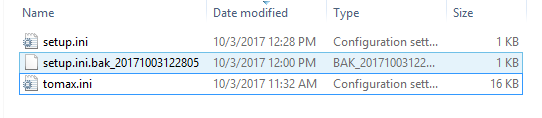 Name Date modified Type Size
setup.ini 10/3/2017 12:28 PM Configuration sett... 1 KB
setup.ini.bak_20171003122805 10/3/2017 12:00 PM BAK_20171003122... 1 KB
tomax.ini 10/3/2017 11:32 AM Configuration sett... 16 KB